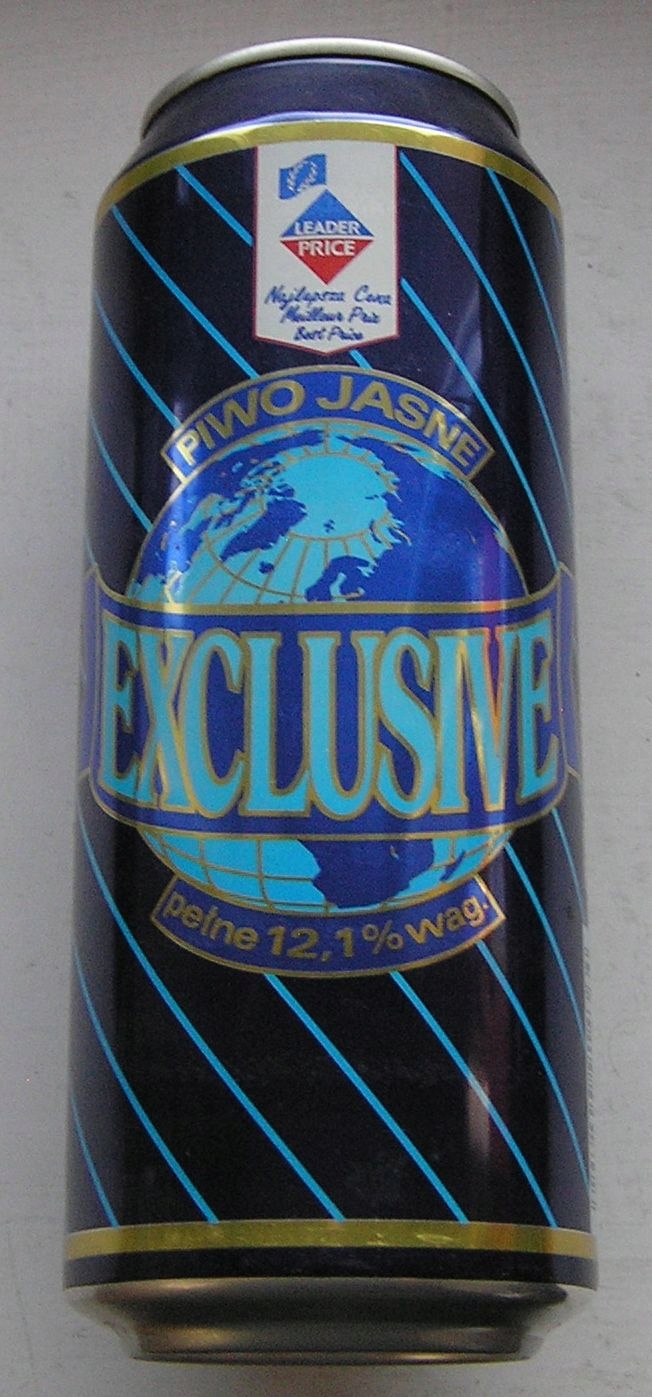 LEADER
PRICE
Najlepsza Cena
Meilleur Prix
Best Price
PIWO JASNE
EXCLUSIVE
pełne 12,1% wag.